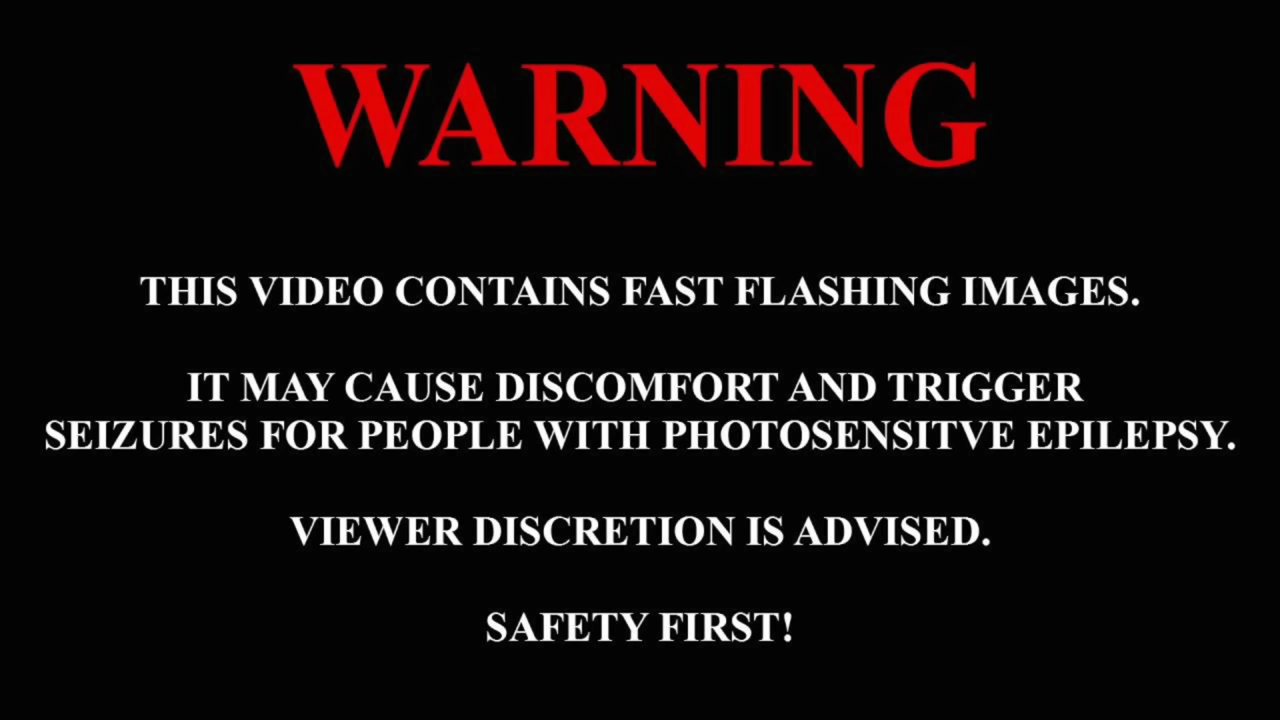 WARNING
THIS VIDEO CONTAINS FAST FLASHING IMAGES.
IT MAY CAUSE DISCOMFORT AND TRIGGER
SEIZURES FOR PEOPLE WITH PHOTOSENSITVE EPILEPSY.
VIEWER DISCRETION IS ADVISED.
SAFETY FIRST!